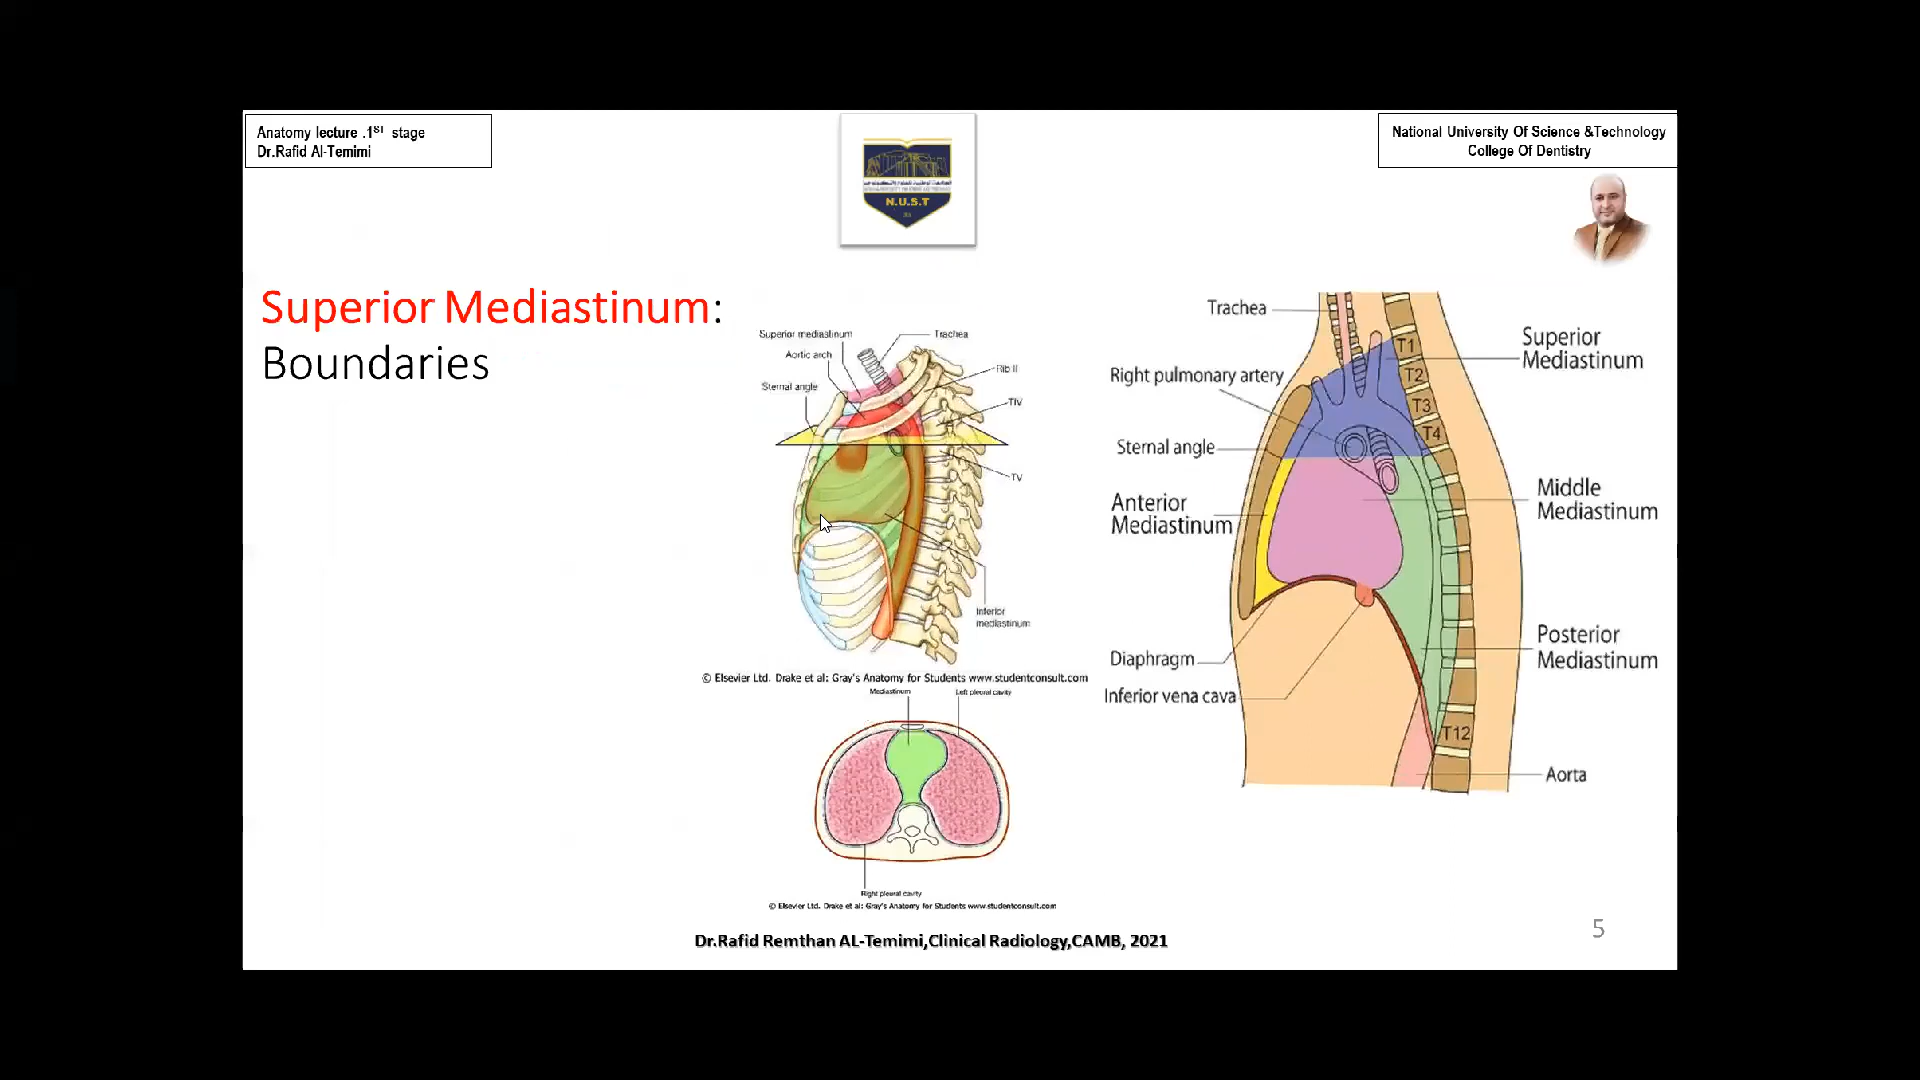 Anatomy lecture .1ST stage
Dr.Rafid Al-Temimi
N.U.S.T
National University Of Science &Technology
College Of Dentistry
Superior Mediastinum:
Boundaries
Superior mediastinum
Trachea
Aortic arch
Sternal angle
Rib II
TIV
TV
Inferior
mediastinum
© Elsevier Ltd. Drake et al: Gray's Anatomy for Students www.studentconsult.com
Mediastinum
Left pleural cavity
Right pleural cavity
© Elsevier Ltd. Drake et al: Gray's Anatomy for Students www.studentconsult.com
Trachea
Superior
Mediastinum
T1
T2
T3
T4
Right pulmonary artery
Sternal angle
Anterior
Mediastinum
Middle
Mediastinum
Posterior
Mediastinum
Diaphragm
Inferior vena cava
T12
Aorta
Dr.Rafid Remthan AL-Temimi,Clinical Radiology,CAMB, 2021
5